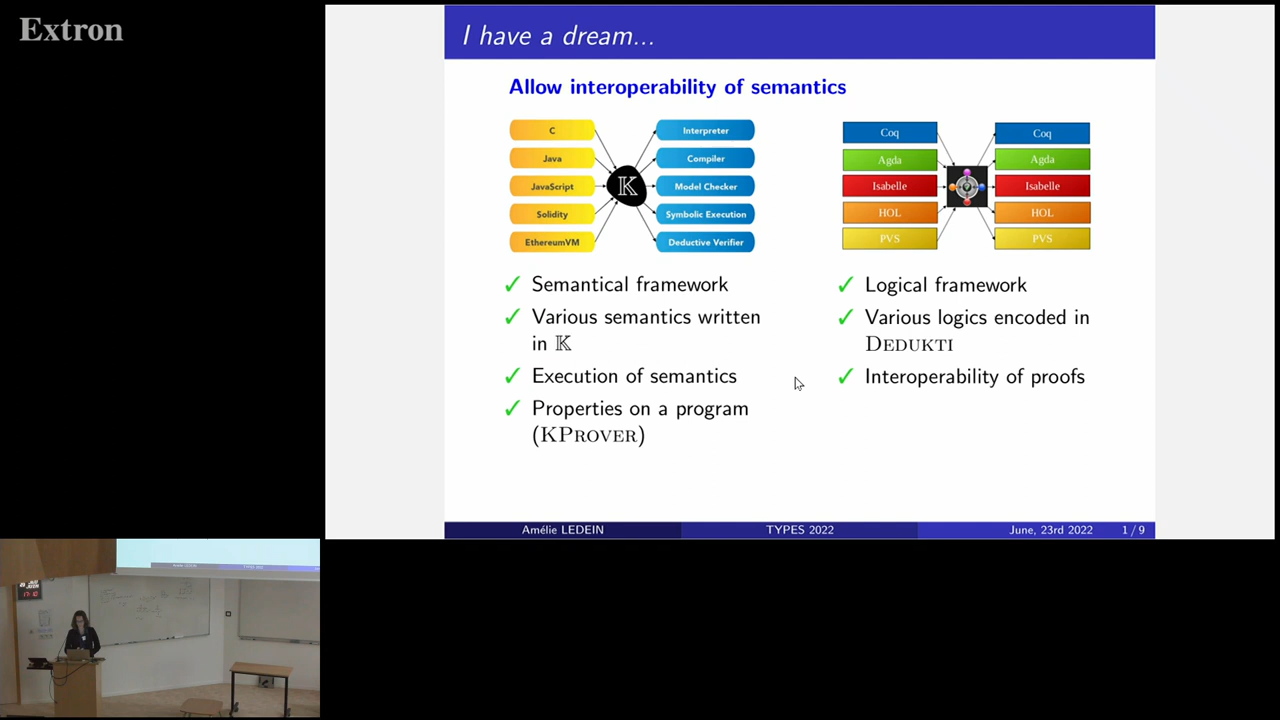 Extron
I have a dream...
Allow interoperability of semantics
C
Java
JavaScript
Solidity
EthereumVM
𝕂
Interpreter
Compiler
Model Checker
Symbolic Execution
Deductive Verifier
Coq
Agda
Isabelle
HOL
PVS
Coq
Agda
Isabelle
HOL
PVS
✓ Semantical framework
✓ Various semantics written
in 𝕂
✓ Execution of semantics
✓ Properties on a program
(KPROVER)
✓ Logical framework
✓ Various logics encoded in
DEDUKTI
✓ Interoperability of proofs
Amélie LEDEIN
TYPES 2022
June, 23rd 2022
1 / 9
17:10